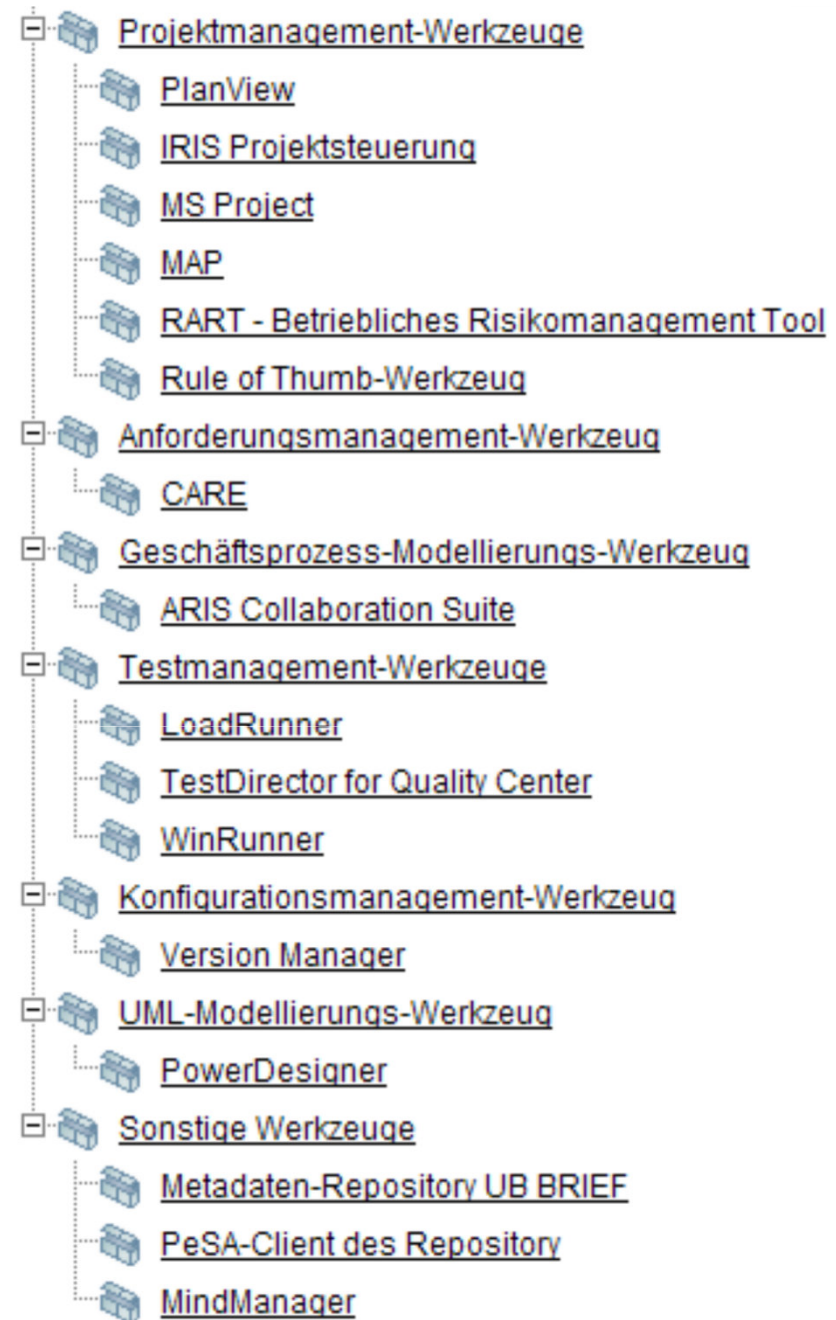 Projektmanagement-Werkzeuge
PlanView
IRIS Projektsteuerung
MS Project
MAP
RART - Betriebliches Risikomanagement Tool
Rule of Thumb-Werkzeug
Anforderungsmanagement-Werkzeug
CARE
Geschäftsprozess-Modellierungs-Werkzeug
ARIS Collaboration Suite
Testmanagement-Werkzeuge
LoadRunner
TestDirector for Quality Center
WinRunner
Konfigurationsmanagement-Werkzeug
Version Manager
UML-Modellierungs-Werkzeug
PowerDesigner
Sonstige Werkzeuge
Metadaten-Repository UB BRIEF
PeSA-Client des Repository
MindManager